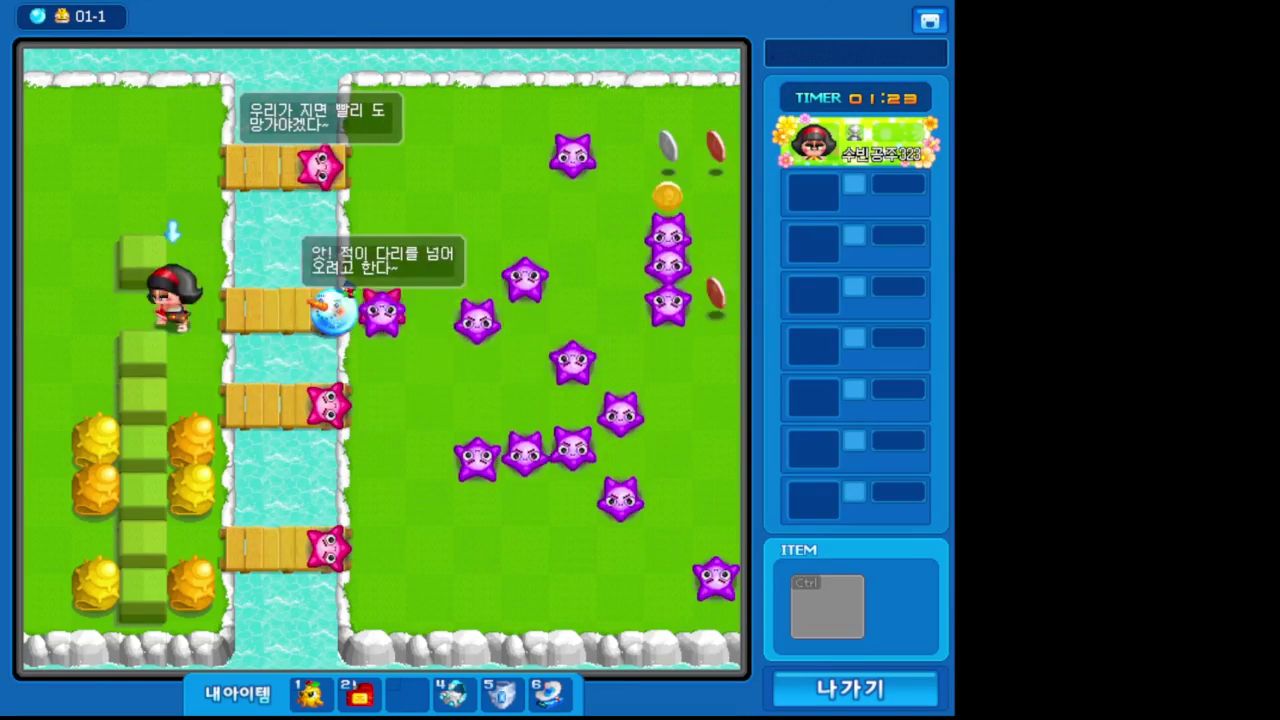 01-1
우리가 지면 빨리 도
망가야겠다~
앗! 적이 다리를 넘어
오려고 한다~
TIMER 01:23
수빈공주023
ITEM
Ctrl
내아이템
1
2
4
5
6
나가기